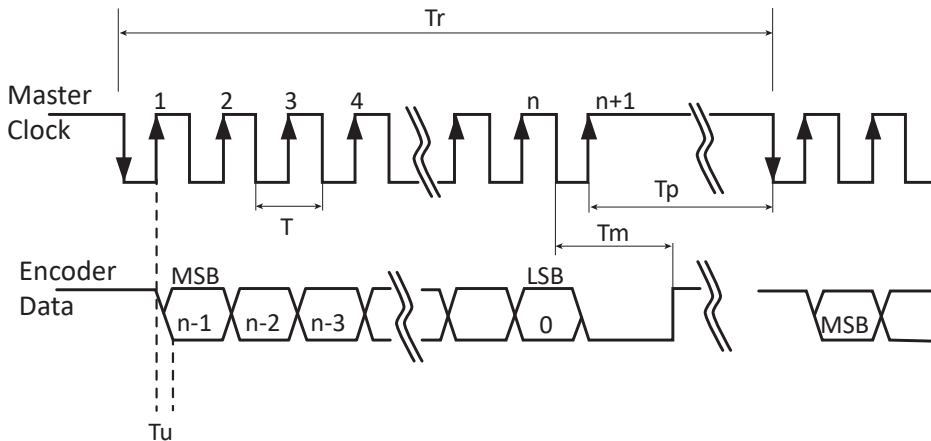 Tr
Master
Clock
1 2 3 4 n n+1
T
Tp
Tm
Encoder
Data
MSB LSB
n-1 n-2 n-3 0 MSB
Tu